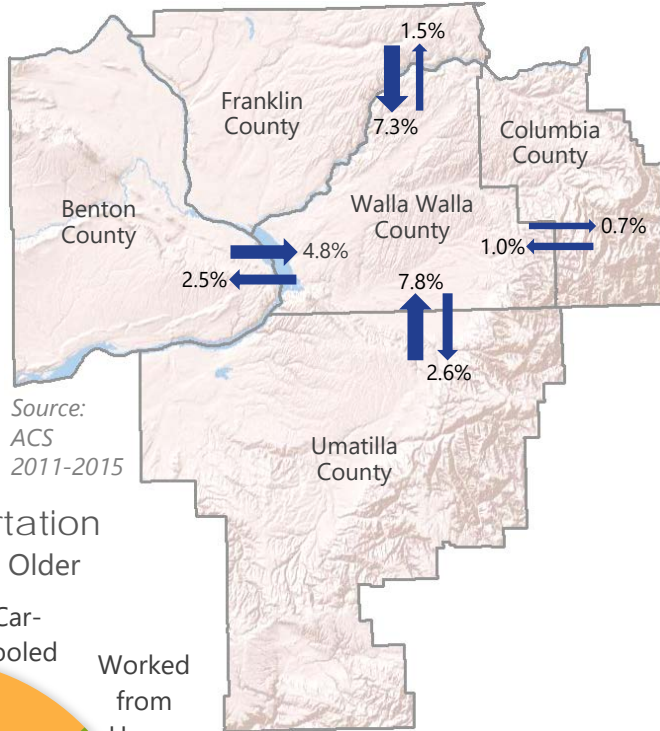 1.5%
Franklin
County
7.3%
Columbia
County
Benton
County
Walla Walla
County
0.7%
1.0%
4.8%
2.5%
7.8%
2.6%
Source:
ACS
2011-2015
Umatilla
County
rtation
Older
Car-
ooled
Worked
from